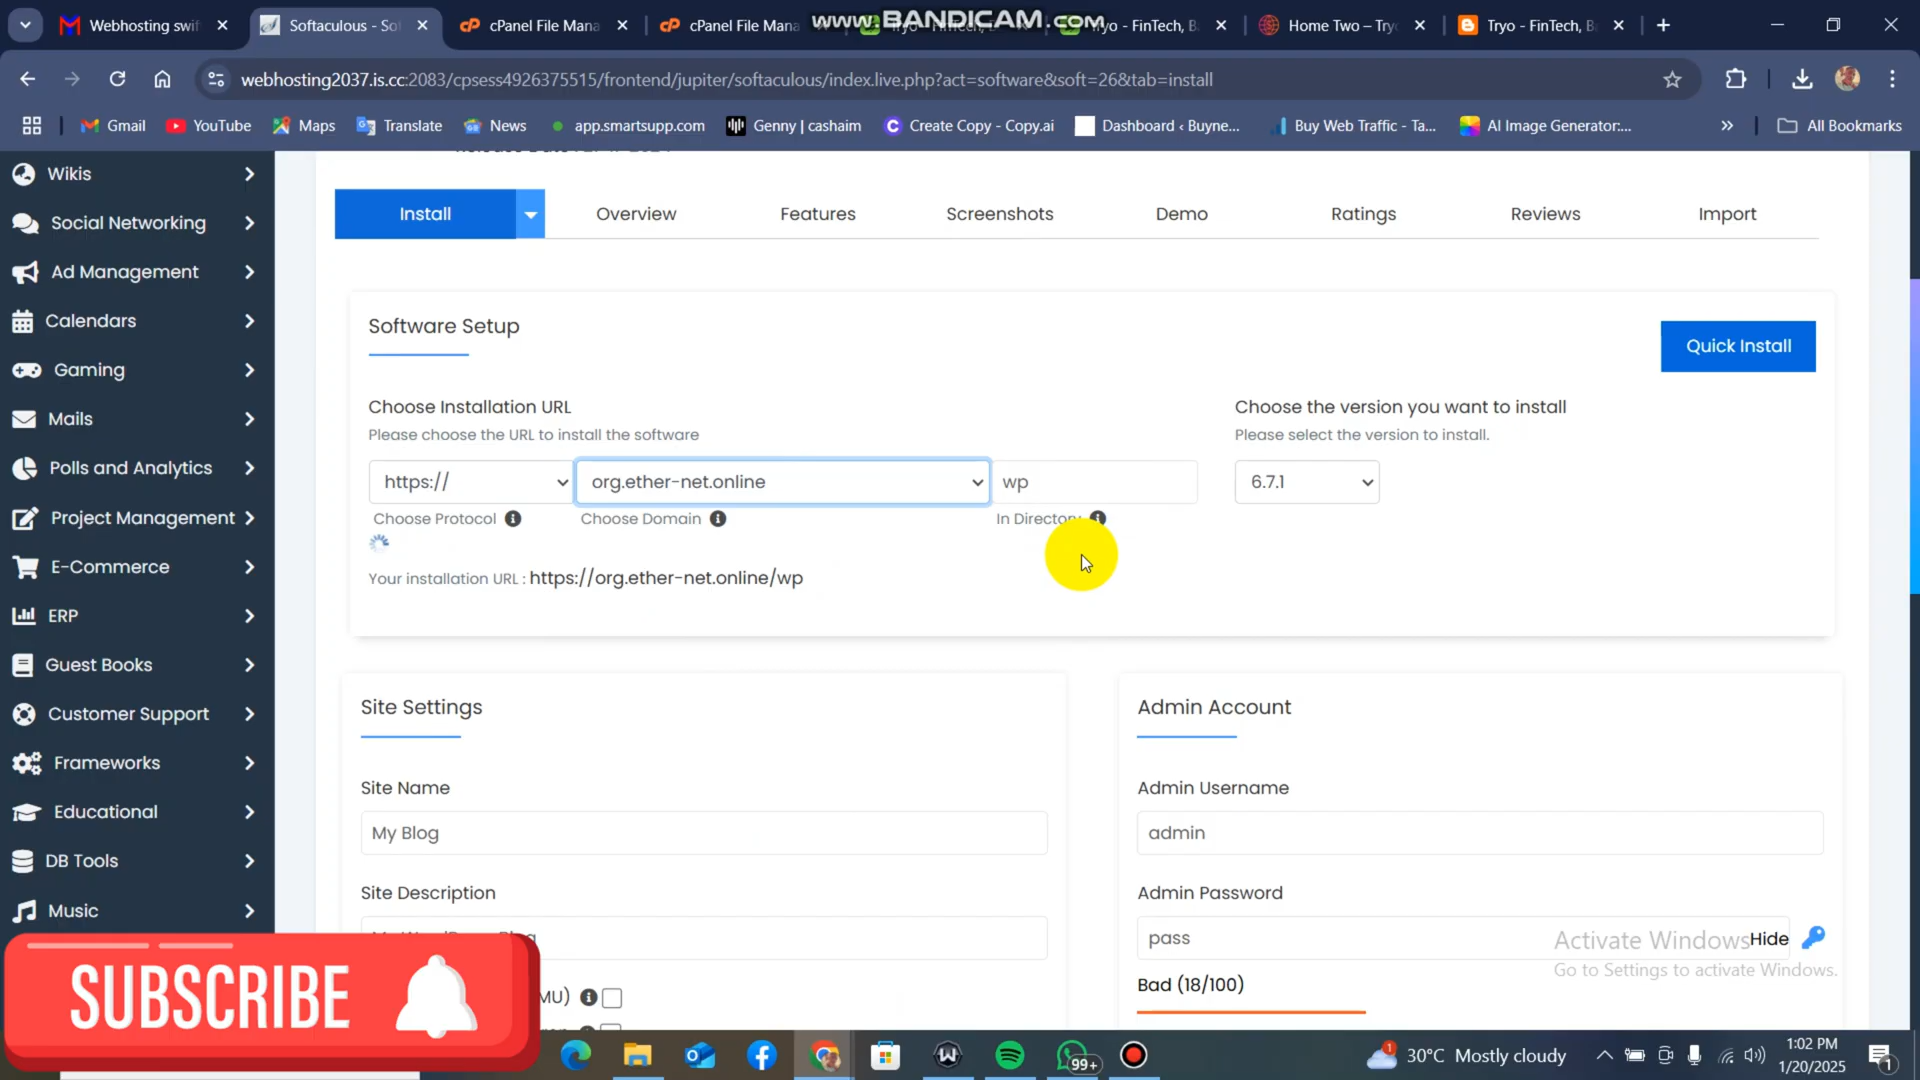 Webhosting swif
Softaculous - Sof
cPanel File Mana
cPanel File Mana
www.BANDICAM.com
Tryo - FinTech, B
Home Two – Try
Tryo - FinTech, B
webhosting2037.is.cc:2083/cpsess4926375515/frontend/jupiter/softaculous/index.live.php?act=software&soft=26&tab=install
Gmail
YouTube
Maps
Translate
News
app.smartsupp.com
Genny | cashaim
Create Copy - Copy.ai
Dashboard ‹ Buyne...
Buy Web Traffic - Ta...
AI Image Generator:...
All Bookmarks
Wikis
Social Networking
Ad Management
Calendars
Gaming
Mails
Polls and Analytics
Project Management
E-Commerce
ERP
Guest Books
Customer Support
Frameworks
Educational
DB Tools
Music
Install
Overview
Features
Screenshots
Demo
Ratings
Reviews
Import
Software Setup
Quick Install
Choose Installation URL
Please choose the URL to install the software
https://
org.ether-net.online
wp
Choose Protocol
Choose Domain
In Directory
Your installation URL : https://org.ether-net.online/wp
Choose the version you want to install
Please select the version to install.
6.7.1
Site Settings
Site Name
My Blog
Site Description
MU)
Admin Account
Admin Username
admin
Admin Password
pass
Hide
Bad (18/100)
Activate Windows
Go to Settings to activate Windows.
SUBSCRIBE
99+
1
30°C Mostly cloudy
1:02 PM
1/20/2025
1